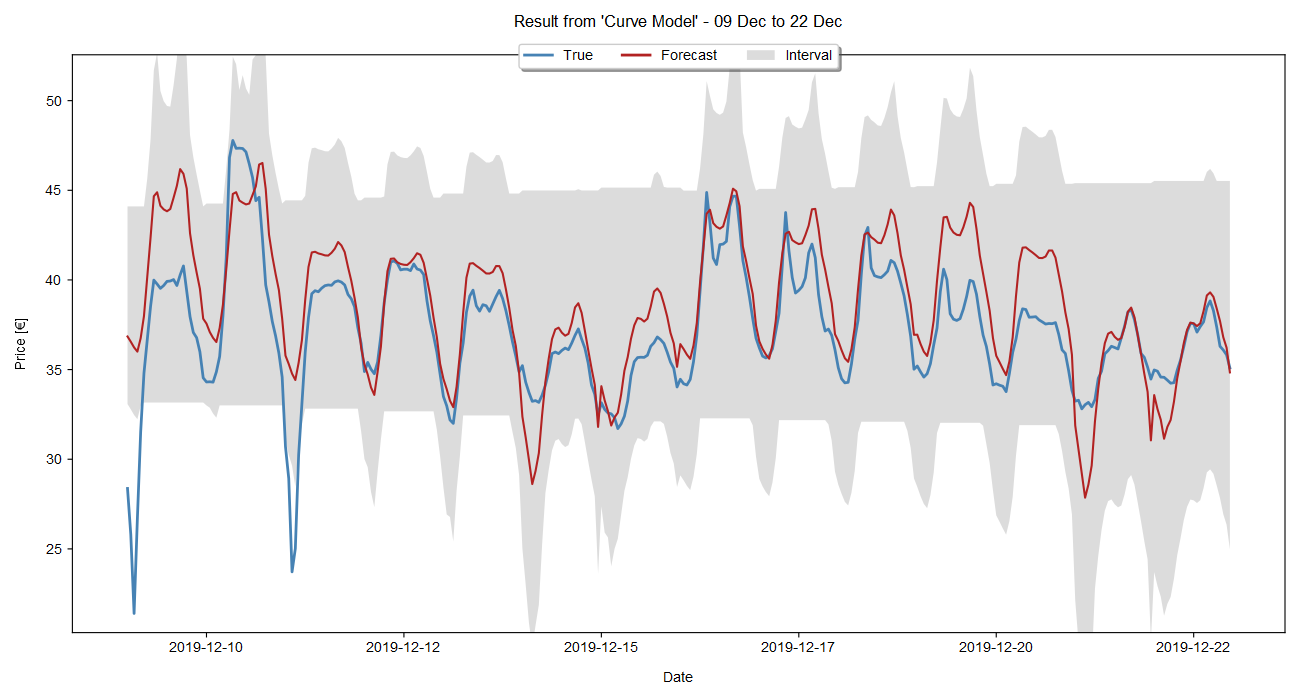 Result from 'Curve Model' - 09 Dec to 22 Dec
True Forecast Interval
50
45
40
35
30
25
Price [€]
2019-12-10 2019-12-12 2019-12-15 2019-12-17 2019-12-20 2019-12-22
Date